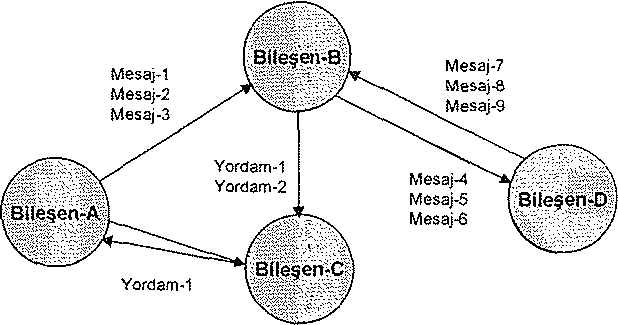 Bileşen-B
Mesaj-1
Mesaj-2
Mesaj-3
Mesaj-7
Mesaj-8
Mesaj-9
Yordam-1
Yordam-2
Mesaj-4
Mesaj-5
Mesaj-6
Bileşen-A
Bileşen-D
Bileşen-C
Yordam-1